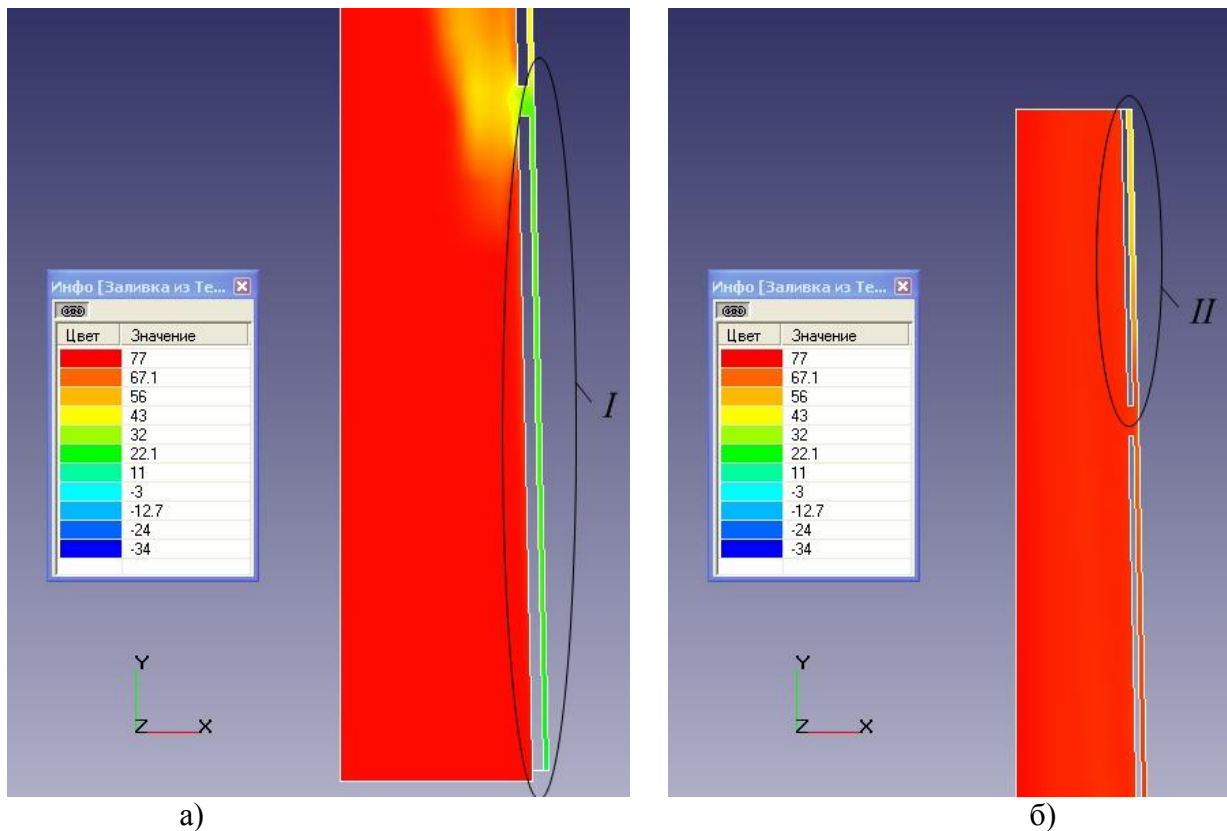 Инфо [Заливка из Те...
Цвет Значение
77
67.1
56
43
32
22.1
11
-3
-12.7
-24
-34
Y
Z X
I
а)
Инфо [Заливка из Те...
Цвет Значение
77
67.1
56
43
32
22.1
11
-3
-12.7
-24
-34
Y
Z X
II
б)